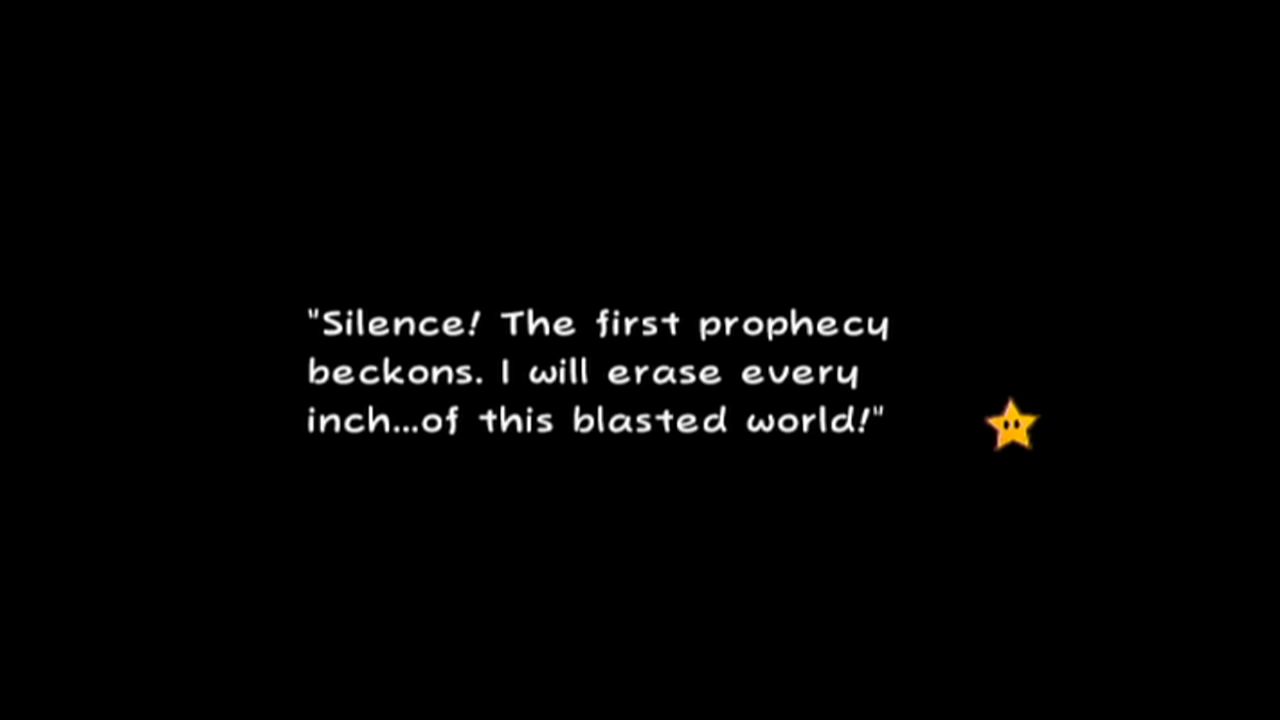 "Silence! The first prophecy
beckons. I will erase every
inch...of this blasted world!"